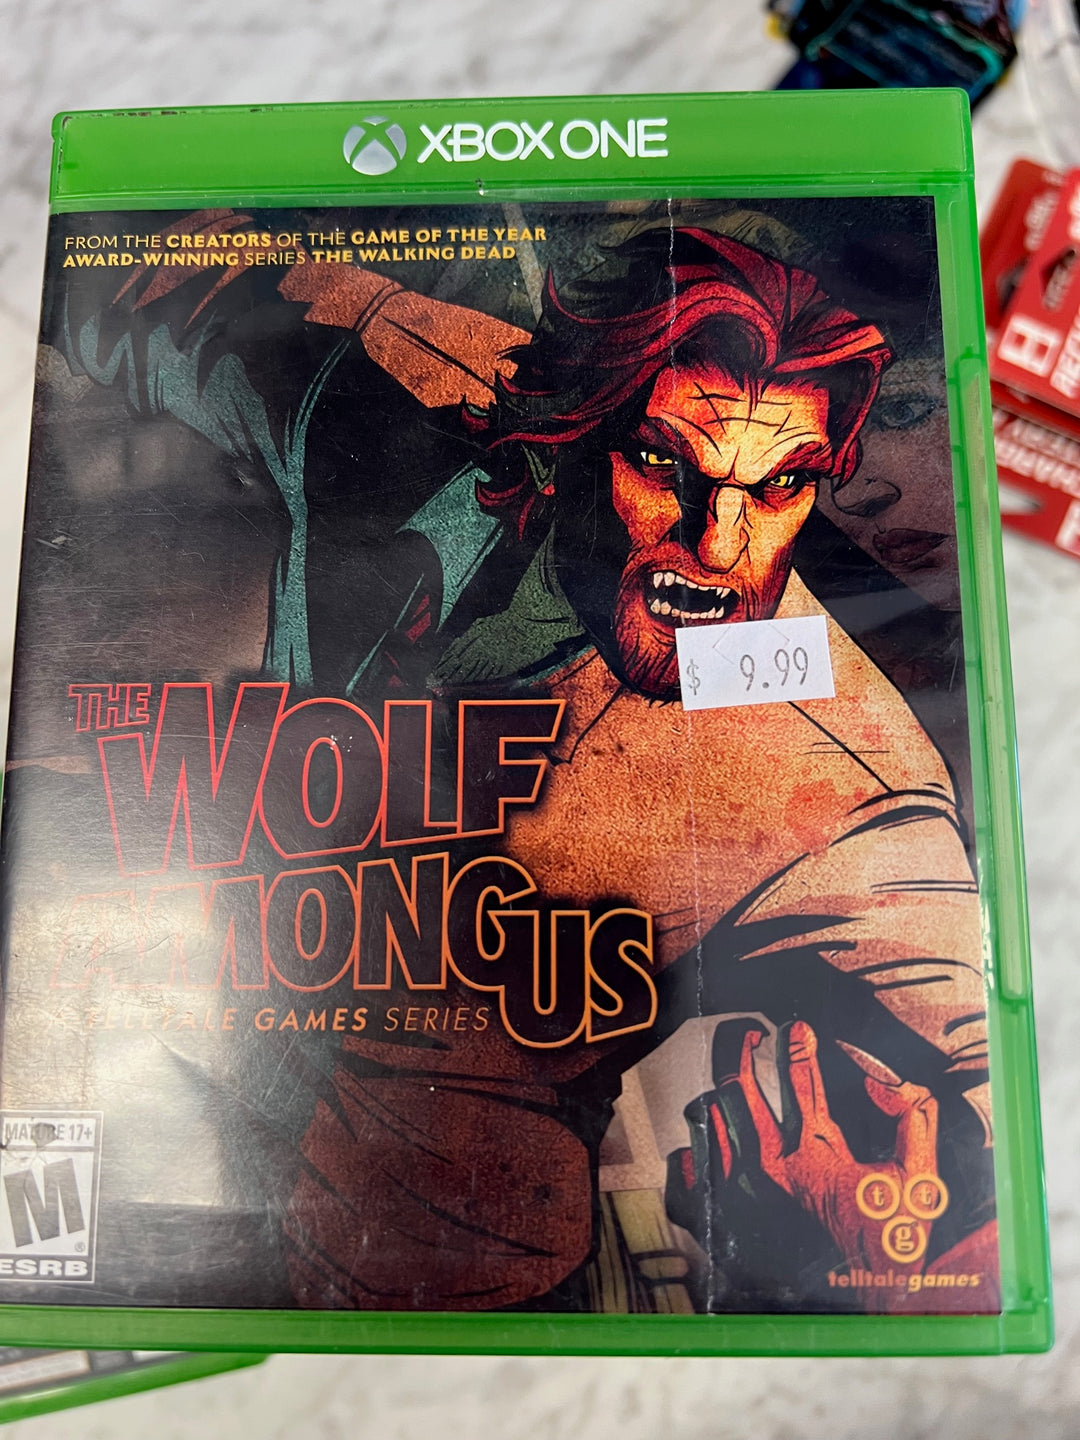 XBOX ONE
FROM THE CREATORS OF THE GAME OF THE YEAR
AWARD-WINNING SERIES THE WALKING DEAD
$ 9.99
THE WOLF
AMONG US
A TELLTALE GAMES SERIES
MATURE 17+
M
®
ESRB
t t
g
telltalegames